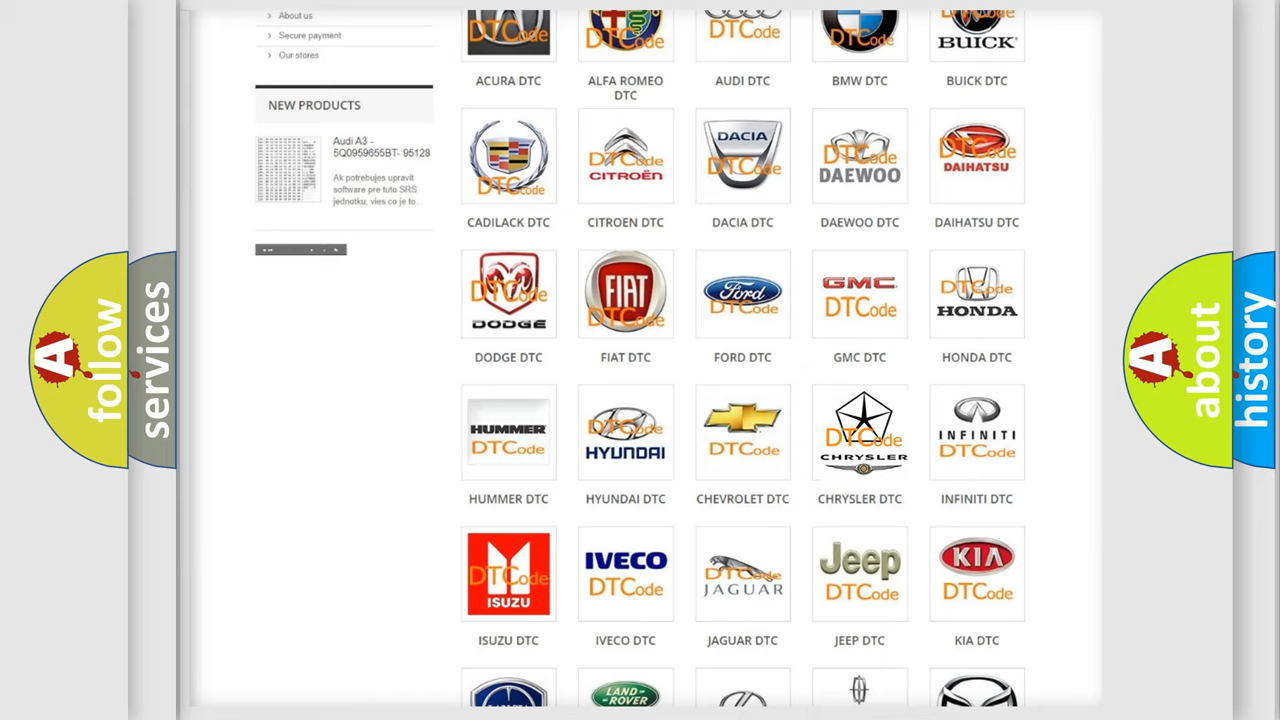 About us
Secure payment
Our stores
NEW PRODUCTS
Audi A3 -
5Q0959655BT- 95128
Ak potrebujes upravit
software pre tuto SRS
jednotku, vies co je to...
DTCode
DTCode
DTCode
DTCode
BUICK
ACURA DTC
ALFA ROMEO
DTC
AUDI DTC
BMW DTC
BUICK DTC
DTCode
DTCode
CITROËN
DACIA
DTCode
DTCode
DAEWOO
DTCode
DAIHATSU
CADILACK DTC
CITROEN DTC
DACIA DTC
DAEWOO DTC
DAIHATSU DTC
DTCode
DODGE
FIAT
DTCode
Ford
DTCode
GMC
DTCode
DTCode
HONDA
DODGE DTC
FIAT DTC
FORD DTC
GMC DTC
HONDA DTC
HUMMER
DTCode
DTCode
HYUNDAI
DTCode
DTCode
CHRYSLER
INFINITI
DTCode
HUMMER DTC
HYUNDAI DTC
CHEVROLET DTC
CHRYSLER DTC
INFINITI DTC
DTCode
ISUZU
IVECO
DTCode
DTCode
JAGUAR
Jeep
DTCode
KIA
DTCode
ISUZU DTC
IVECO DTC
JAGUAR DTC
JEEP DTC
KIA DTC
LAND-
ROVER
A
follow
services
A
about
history